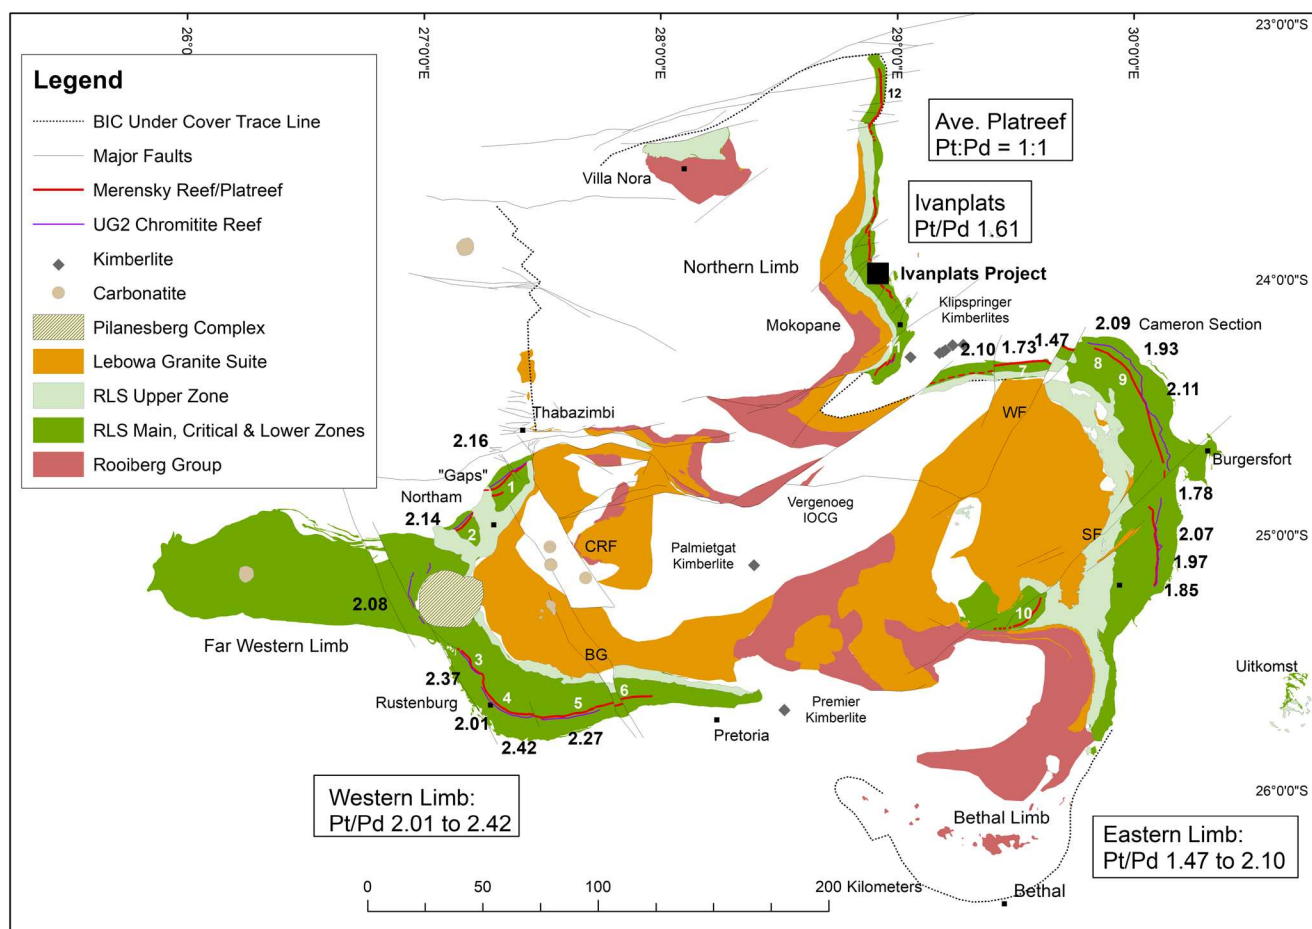 26°0'0"E
27°0'0"E
28°0'0"E
29°0'0"E
30°0'0"E
23°0'0"S
24°0'0"S
25°0'0"S
26°0'0"S
Legend
BIC Under Cover Trace Line
Major Faults
Merensky Reef/Platreef
UG2 Chromitite Reef
Kimberlite
Carbonatite
Pilanesberg Complex
Lebowa Granite Suite
RLS Upper Zone
RLS Main, Critical & Lower Zones
Rooiberg Group
12
Ave. Platreef
Pt:Pd = 1:1
Villa Nora
Ivanplats
Pt/Pd 1.61
Northern Limb
Ivanplats Project
Klipspringer
Kimberlites
Mokopane
11
2.10
1.73
1.47
7
2.09
Cameron Section
1.93
8
9
2.11
WF
Thabazimbi
2.16
"Gaps"
1
Burgersfort
1.78
Northam
2.14
2
Vergenoeg
IOCG
CRF
Palmietgat
Kimberlite
SF
2.07
1.97
1.85
10
2.08
Far Western Limb
BG
3
2.37
4
5
6
Rustenburg
2.01
2.42
2.27
Pretoria
Premier
Kimberlite
Uitkomst
Western Limb:
Pt/Pd 2.01 to 2.42
Bethal Limb
Eastern Limb:
Pt/Pd 1.47 to 2.10
0
50
100
200 Kilometers
Bethal